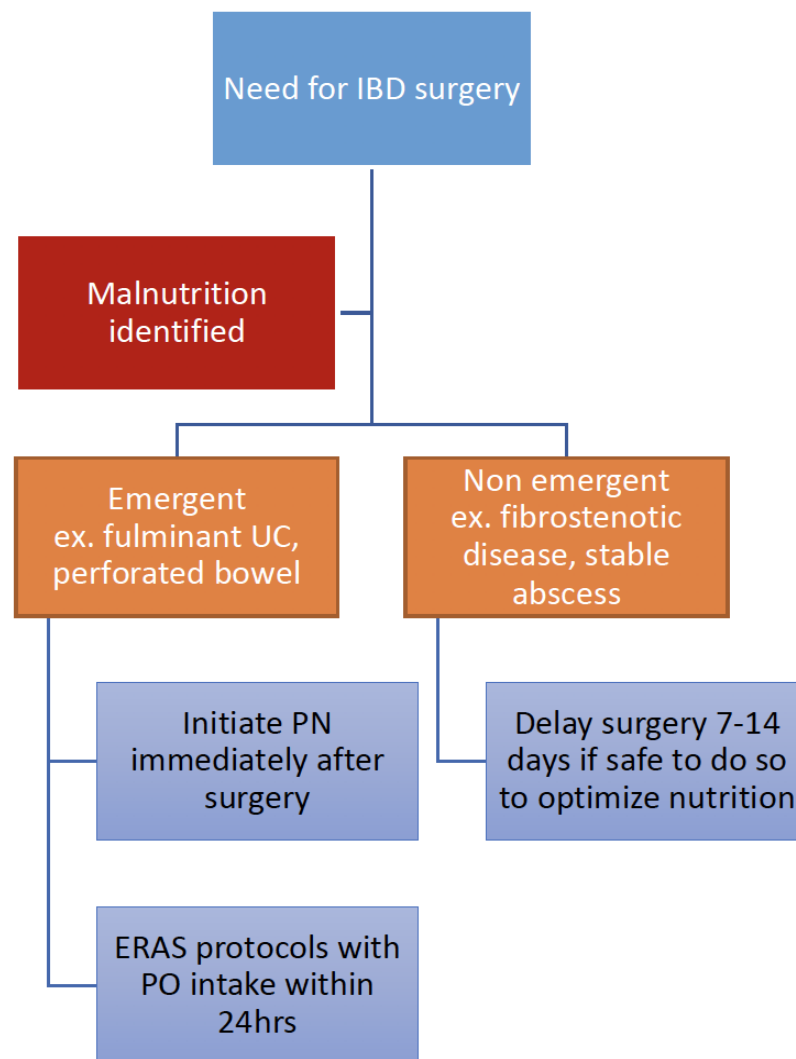 Need for IBD surgery
Malnutrition
identified
Emergent
ex. fulminant UC,
perforated bowel
Non emergent
ex. fibrostenotic
disease, stable
abscess
Initiate PN
immediately after
surgery
Delay surgery 7-14
days if safe to do so
to optimize nutrition
ERAS protocols with
PO intake within
24hrs